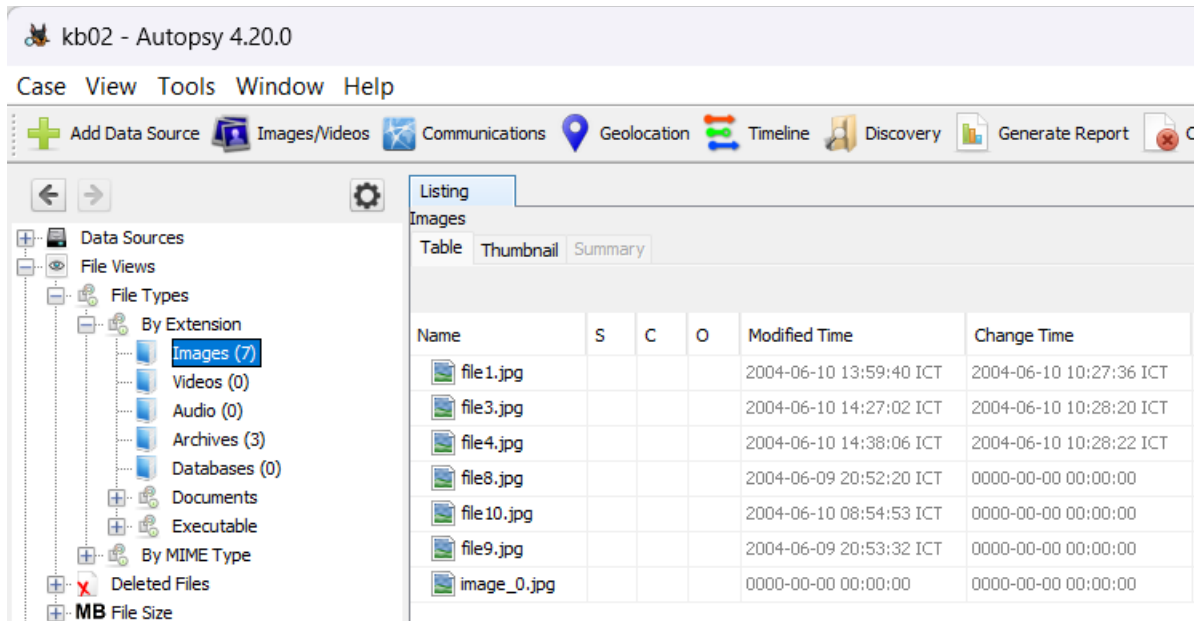 kb02 - Autopsy 4.20.0
Case View Tools Window Help
Add Data Source Images/Videos Communications Geolocation Timeline Discovery Generate Report C
Listing
Images
Table Thumbnail Summary
Data Sources
File Views
File Types
By Extension
Images (7)
Videos (0)
Audio (0)
Archives (3)
Databases (0)
Documents
Executable
By MIME Type
Deleted Files
MB File Size
Name S C O Modified Time Change Time
file1.jpg 2004-06-10 13:59:40 ICT 2004-06-10 10:27:36 ICT
file3.jpg 2004-06-10 14:27:02 ICT 2004-06-10 10:28:20 ICT
file4.jpg 2004-06-10 14:38:06 ICT 2004-06-10 10:28:22 ICT
file8.jpg 2004-06-09 20:52:20 ICT 0000-00-00 00:00:00
file10.jpg 2004-06-10 08:54:53 ICT 0000-00-00 00:00:00
file9.jpg 2004-06-09 20:53:32 ICT 0000-00-00 00:00:00
image_0.jpg 0000-00-00 00:00:00 0000-00-00 00:00:00